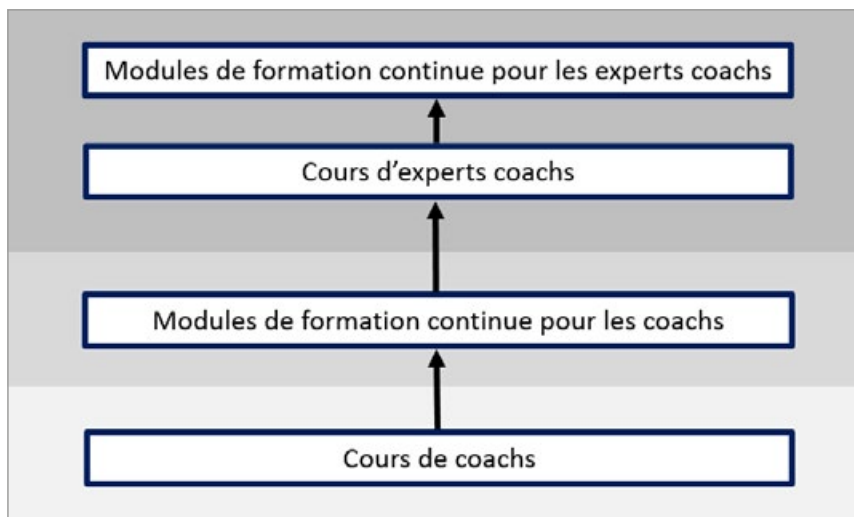 Modules de formation continue pour les experts coachs
Cours d'experts coachs
Modules de formation continue pour les coachs
Cours de coachs